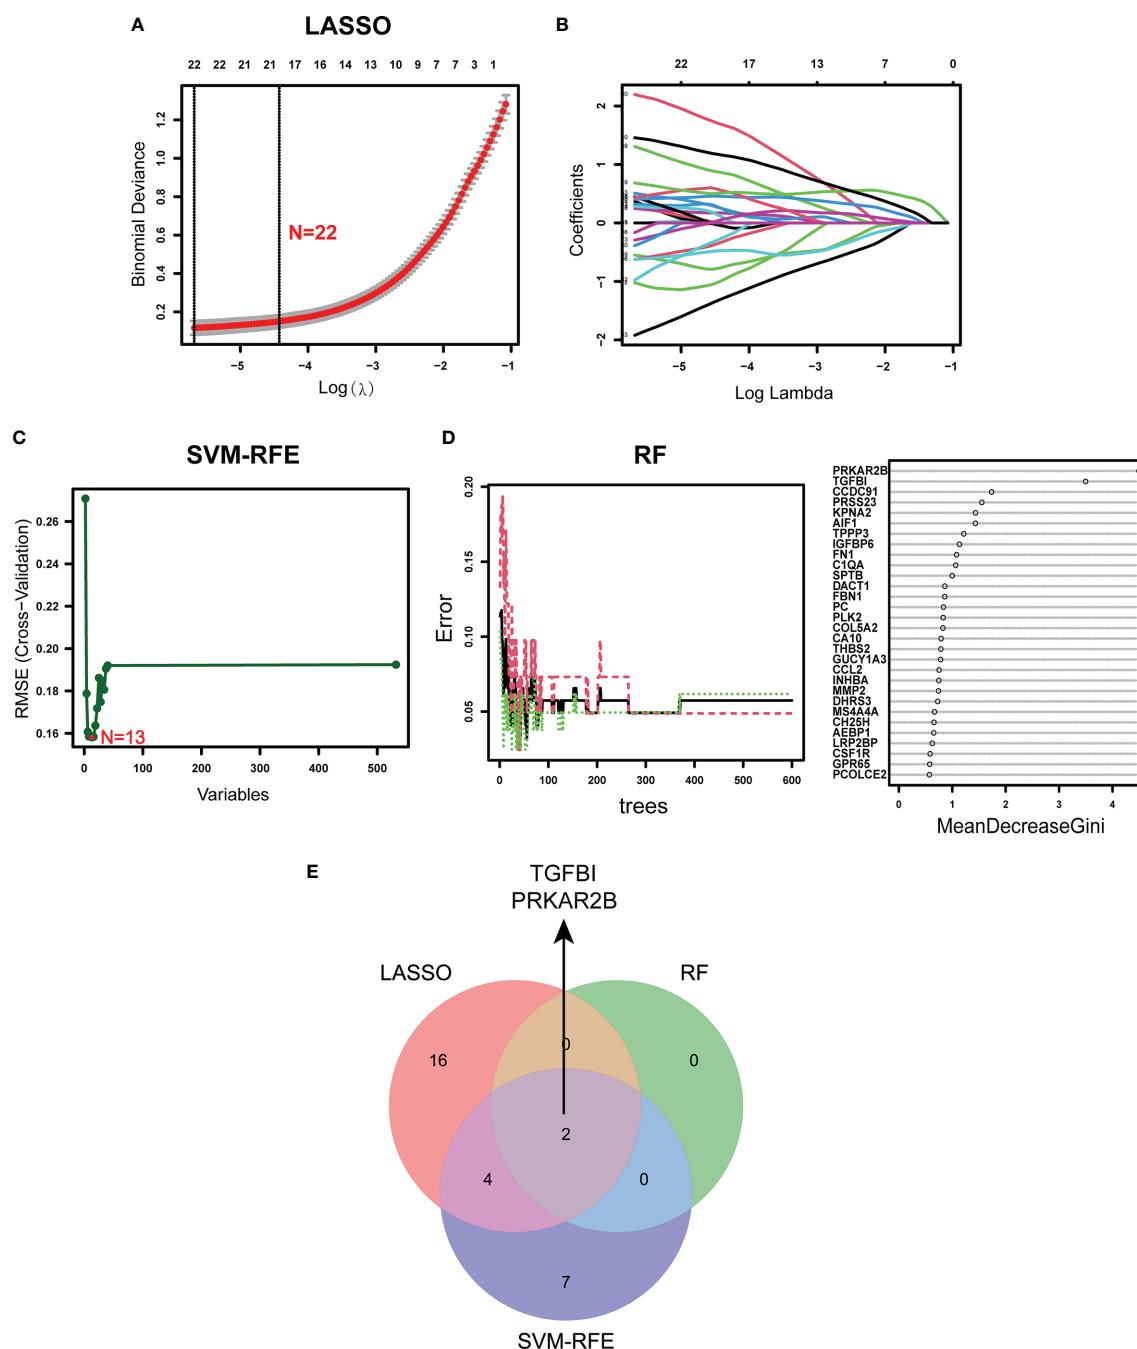 A
LASSO
22 22 21 21 17 16 14 13 10 9 7 7 3 1
Binomial Deviance
1.2
1.0
0.8
0.6
0.4
0.2
N=22
−5 −4 −3 −2 −1
Log(λ)
B
22 17 13 7 0
Coefficients
2
1
0
−1
−2
−5 −4 −3 −2 −1
Log Lambda
C
SVM-RFE
RMSE (Cross−Validation)
0.26
0.24
0.22
0.20
0.18
0.16
N=13
0 100 200 300 400 500
Variables
D
RF
Error
0.20
0.15
0.10
0.05
0 100 200 300 400 500 600
trees
PRKAR2B
TGFBI
CCDC91
PRSS23
KPNA2
AIF1
TPPP3
IGFBP6
FN1
C1QA
SPTB
DACT1
FBN1
PC
PLK2
COL5A2
CA10
THBS2
GUCY1A3
CCL2
INHBA
MMP2
DHRS3
MS4A4A
CH25H
AEBP1
LRP2BP
CSF1R
GPR65
PCOLCE2
0 1 2 3 4
MeanDecreaseGini
E
TGFBI
PRKAR2B
LASSO
RF
16
0
0
2
4
0
7
SVM-RFE